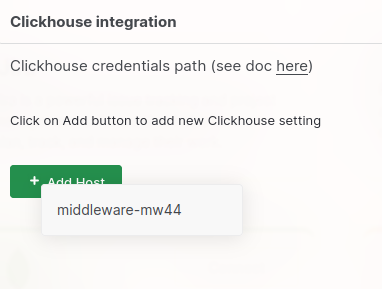 Clickhouse integration
Clickhouse credentials path (see doc here)
Click on Add button to add new Clickhouse setting
+ Add Host
middleware-mw44